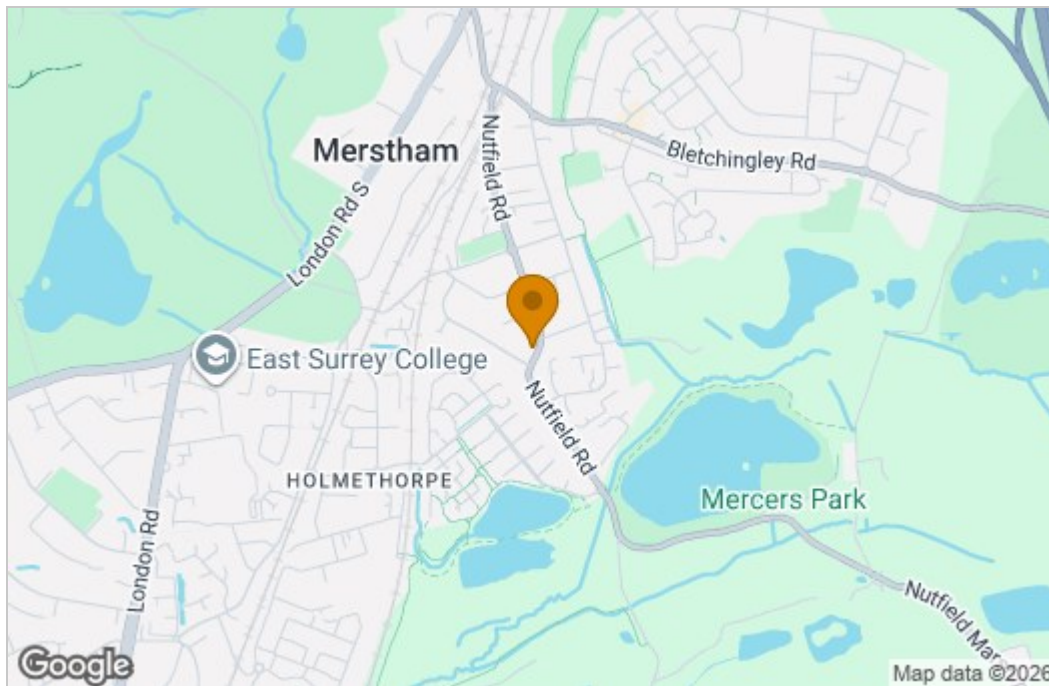 Merstham
Nutfield Rd
Bletchingley Rd
London Rd S
East Surrey College
Nutfield Rd
HOLMETHORPE
Mercers Park
London Rd
Nutfield Mar
Google
Map data ©2026